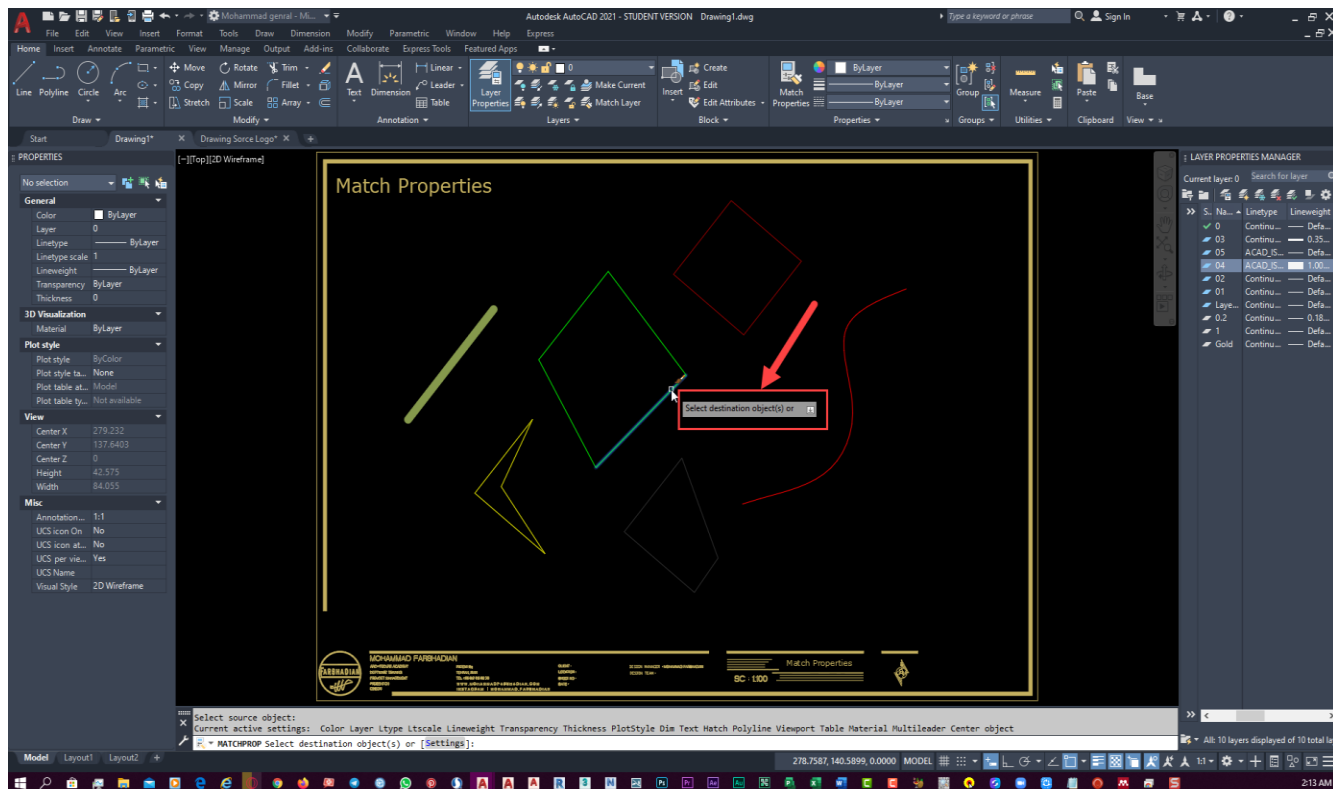 Mohammad genral - Mi...
Autodesk AutoCAD 2021 - STUDENT VERSION Drawing1.dwg
Type a keyword or phrase
Sign In
File Edit View Insert Format Tools Draw Dimension Modify Parametric Window Help Express
Home Insert Annotate Parametric View Manage Output Add-ins Collaborate Express Tools Featured Apps
Move Rotate Trim Linear 0 Create ByLayer
Copy Mirror Fillet Leader Make Current Edit ByLayer
Line Polyline Circle Arc Text Dimension Layer Properties Insert Match Properties Group Measure Paste Base
Stretch Scale Array Table Match Layer Edit Attributes ByLayer
Draw Modify Annotation Layers Block Properties Groups Utilities Clipboard View
Start Drawing1* Drawing Sorce Logo*
PROPERTIES
No selection
General
Color ByLayer
Layer 0
Linetype ByLayer
Linetype scale 1
Lineweight ByLayer
Transparency ByLayer
Thickness 0
3D Visualization
Material ByLayer
Plot style
Plot style ByColor
Plot style ta... None
Plot table at... Model
Plot table ty... Not available
View
Center X 279.232
Center Y 137.6403
Center Z 0
Height 42.575
Width 84.055
Misc
Annotation... 1:1
UCS icon On No
UCS icon at... No
UCS per vie... Yes
UCS Name
Visual Style 2D Wireframe
[-][Top][2D Wireframe]
Match Properties
Select destination object(s) or
FARBHADIAN
MOHAMMAD FARBHADIAN
Match Properties
SC : 1:100
LAYER PROPERTIES MANAGER
Current layer: 0 Search for layer
S.. Na... Linetype Lineweight
0 Continu... Defa...
03 Continu... 0.35...
05 ACAD_IS... Defa...
04 ACAD_IS... 1.00...
02 Continu... Defa...
01 Continu... Defa...
Laye... Continu... Defa...
0.2 Continu... 0.18...
1 Continu... Defa...
Gold Continu... Defa...
All: 10 layers displayed of 10 total la
Select source object:
Current active settings: Color Layer Ltype Ltscale Lineweight Transparency Thickness PlotStyle Dim Text Hatch Polyline Viewport Table Material Multileader Center object
MATCHPROP Select destination object(s) or [Settings]:
Model Layout1 Layout2 +
278.7587, 140.5899, 0.0000 MODEL 1:1
2:13 AM